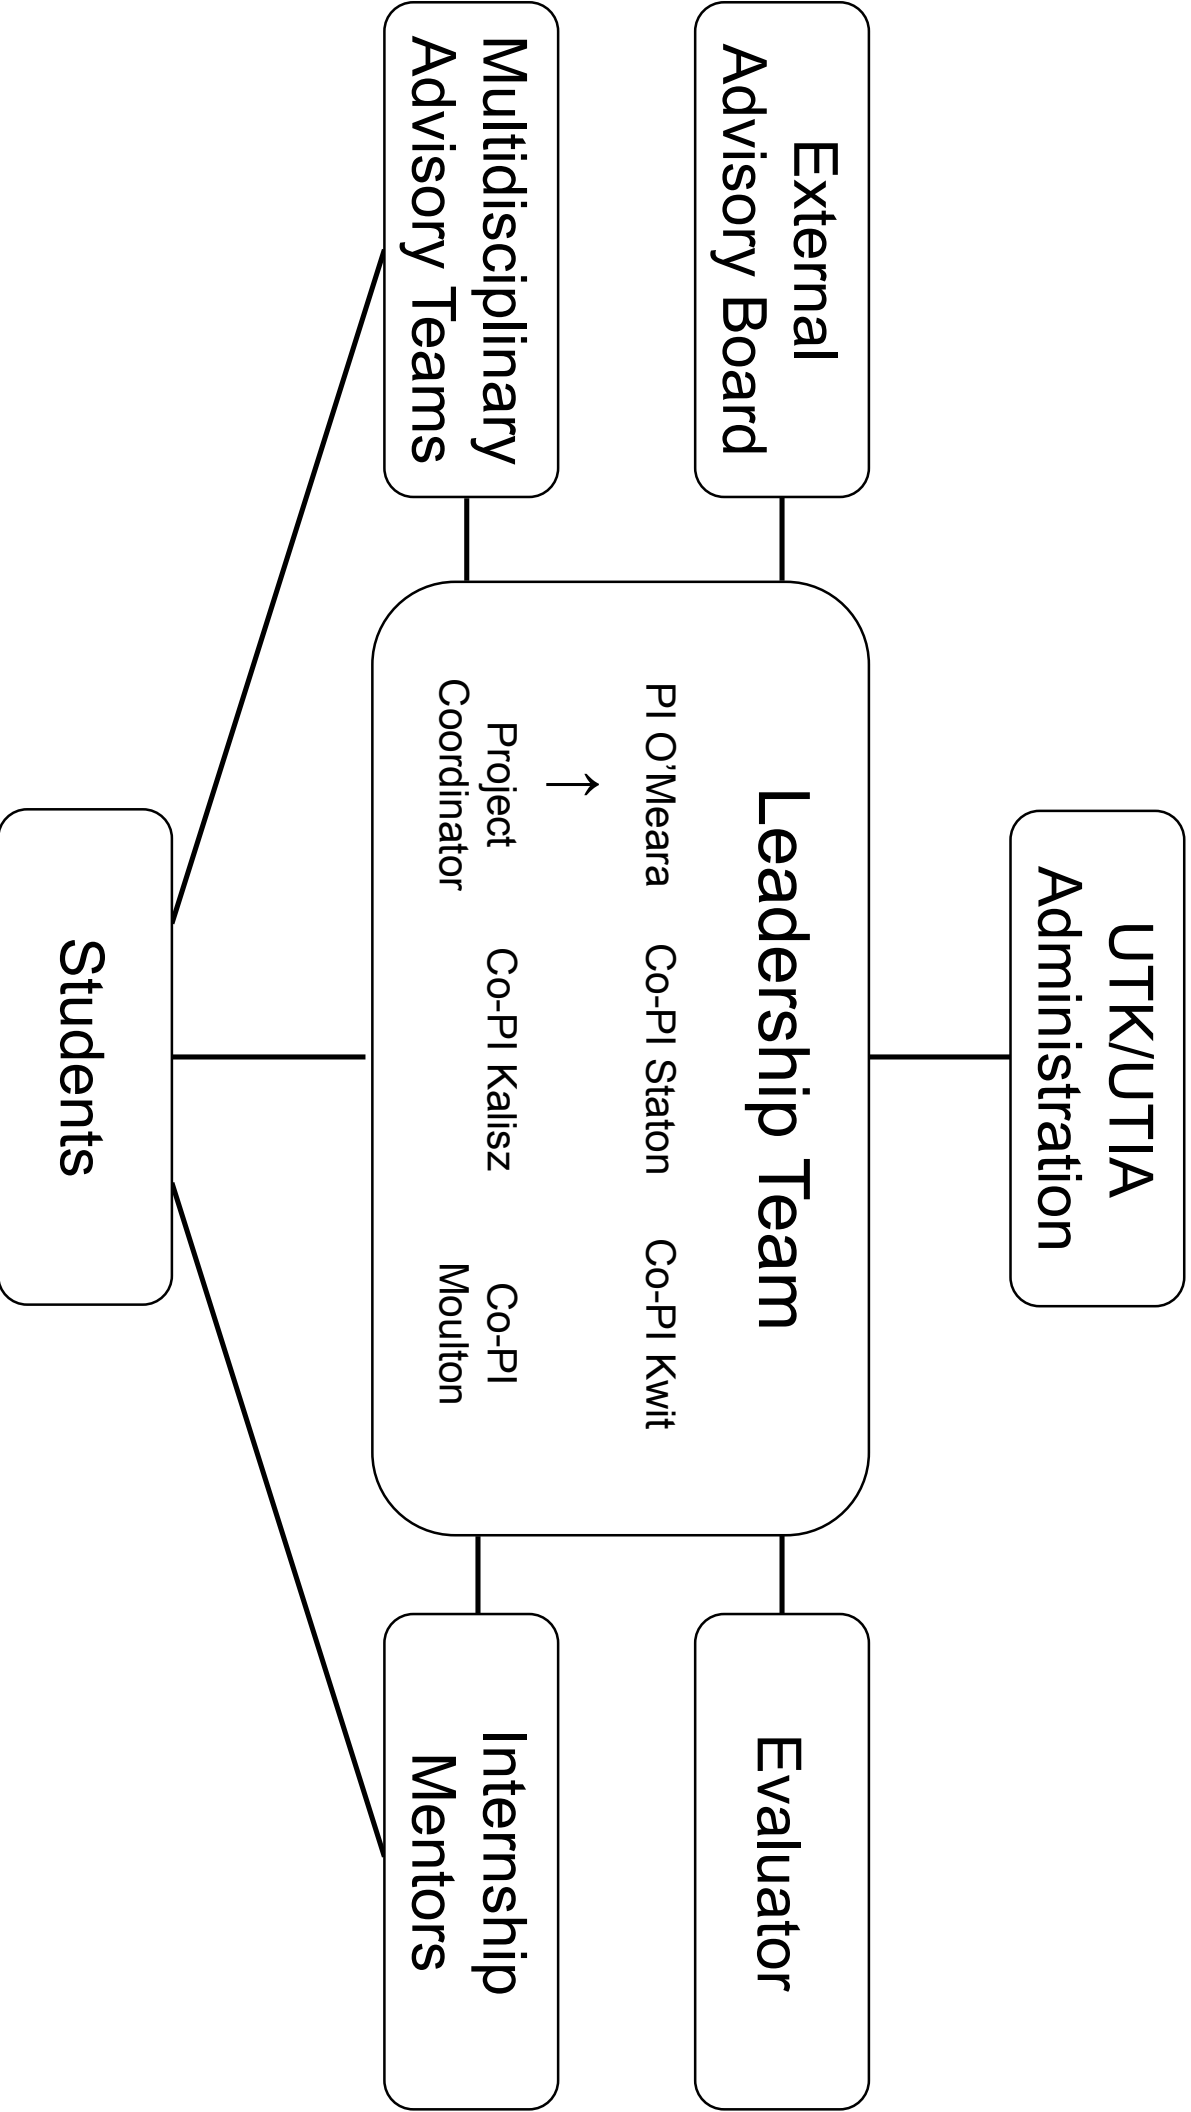 UTK/UTIA
Administration
External
Advisory Board
Leadership Team
Evaluator
PI O’Meara
Co-PI Staton
Co-PI Kwit
↑
Project
Coordinator
Co-PI Kalisz
Co-PI
Moulton
Multidisciplinary
Advisory Teams
Internship
Mentors
Students